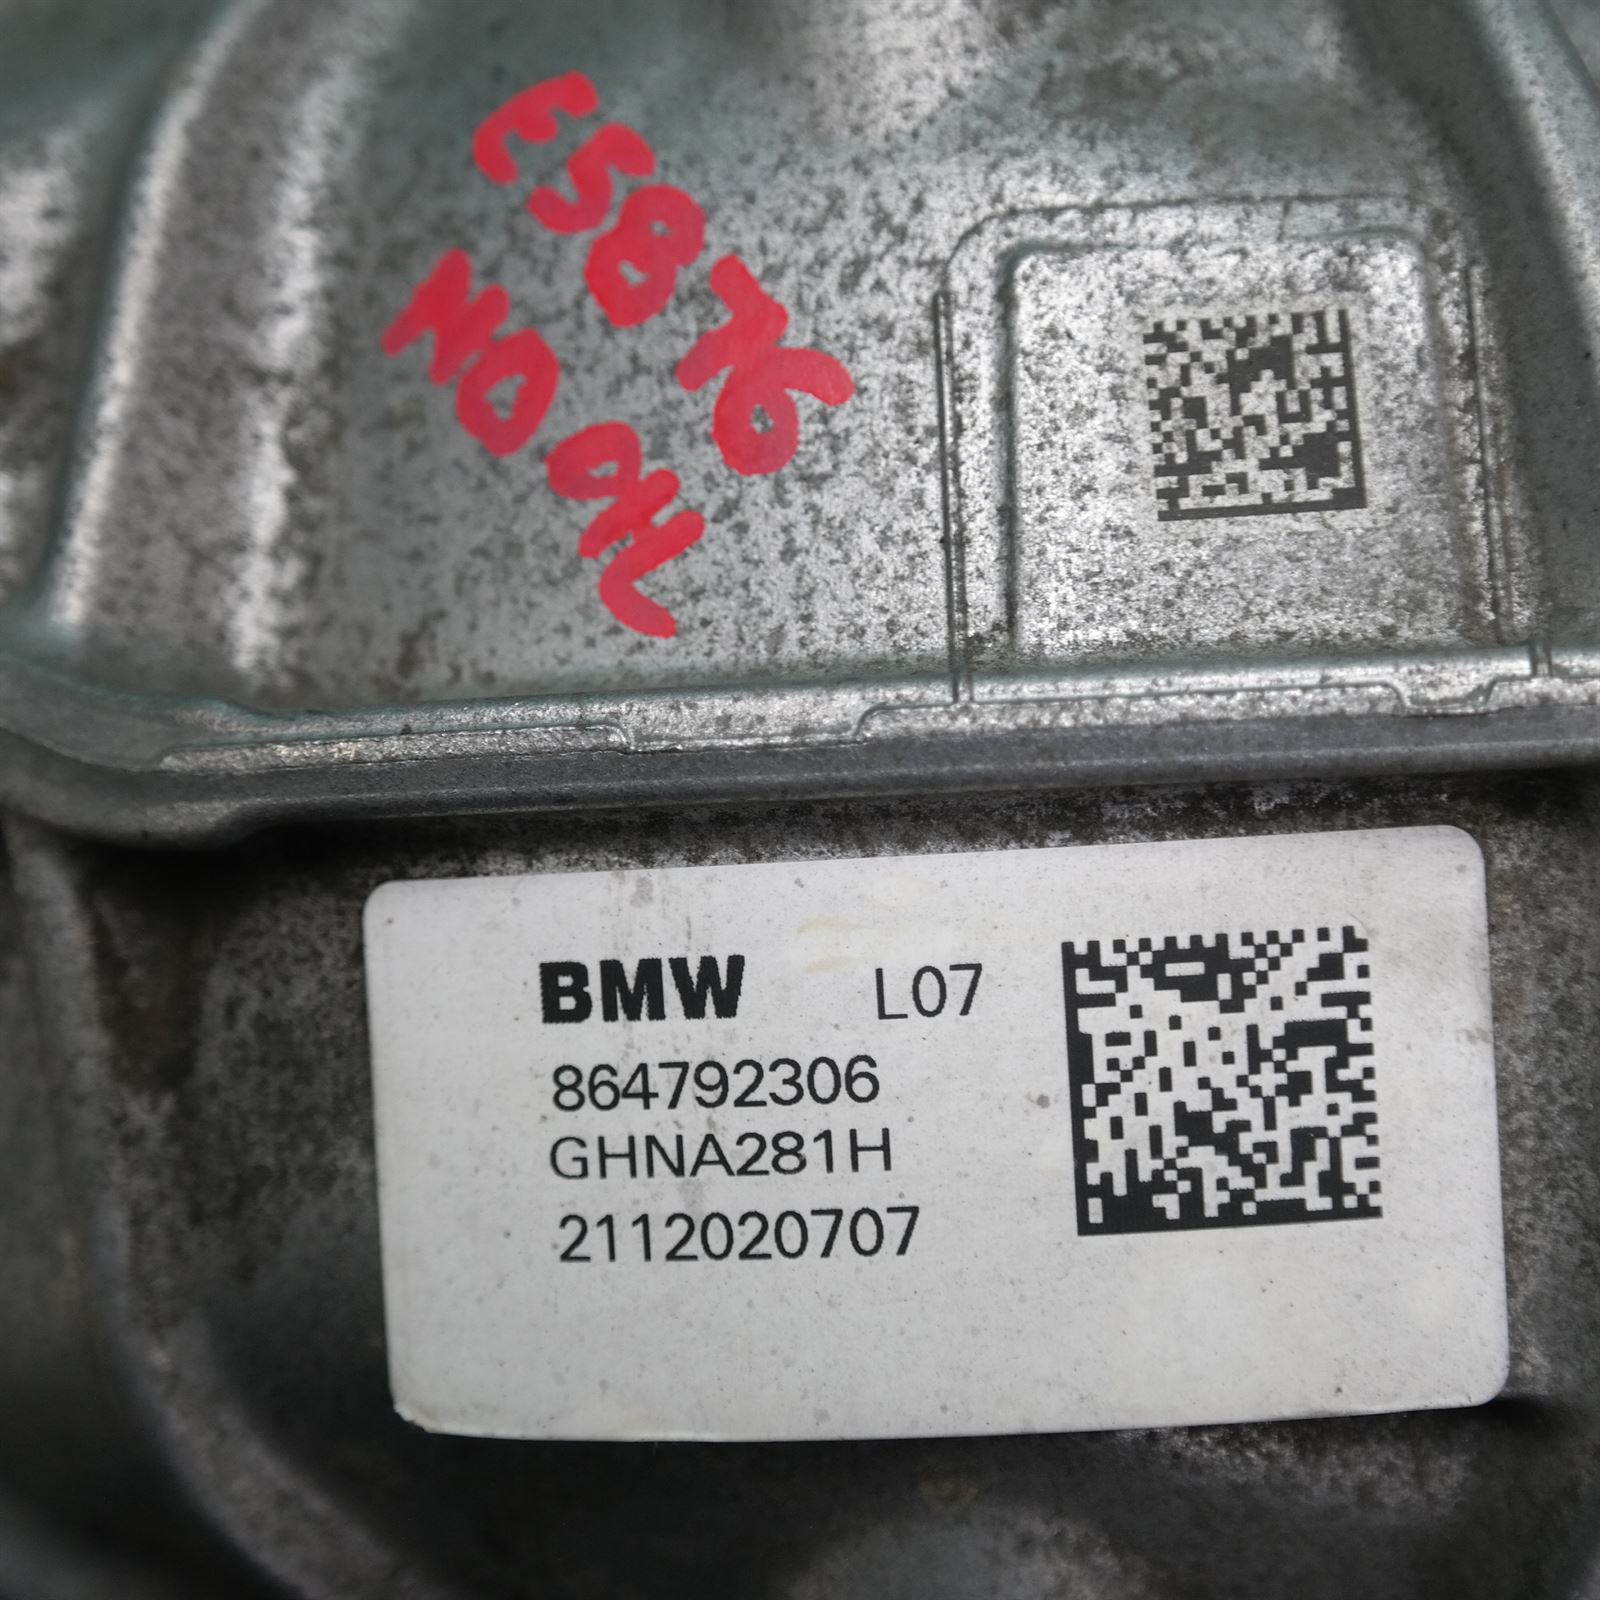 E5876
NO OIL
BMW L07
864792306
GHNA281H
2112020707